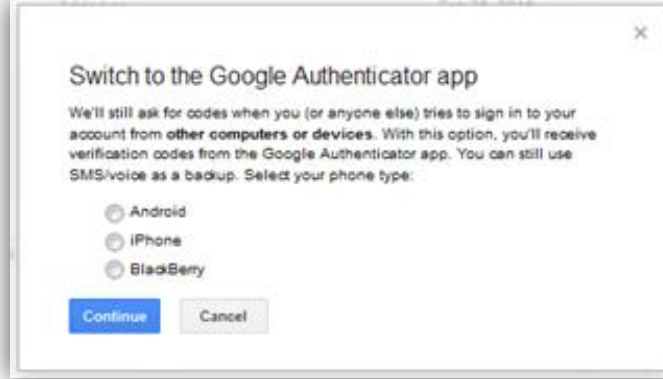 Switch to the Google Authenticator app
We'll still ask for codes when you (or anyone else) tries to sign in to your
account from other computers or devices. With this option, you'll receive
verification codes from the Google Authenticator app. You can still use
SMS/voice as a backup. Select your phone type:
Android
iPhone
BlackBerry
Continue Cancel